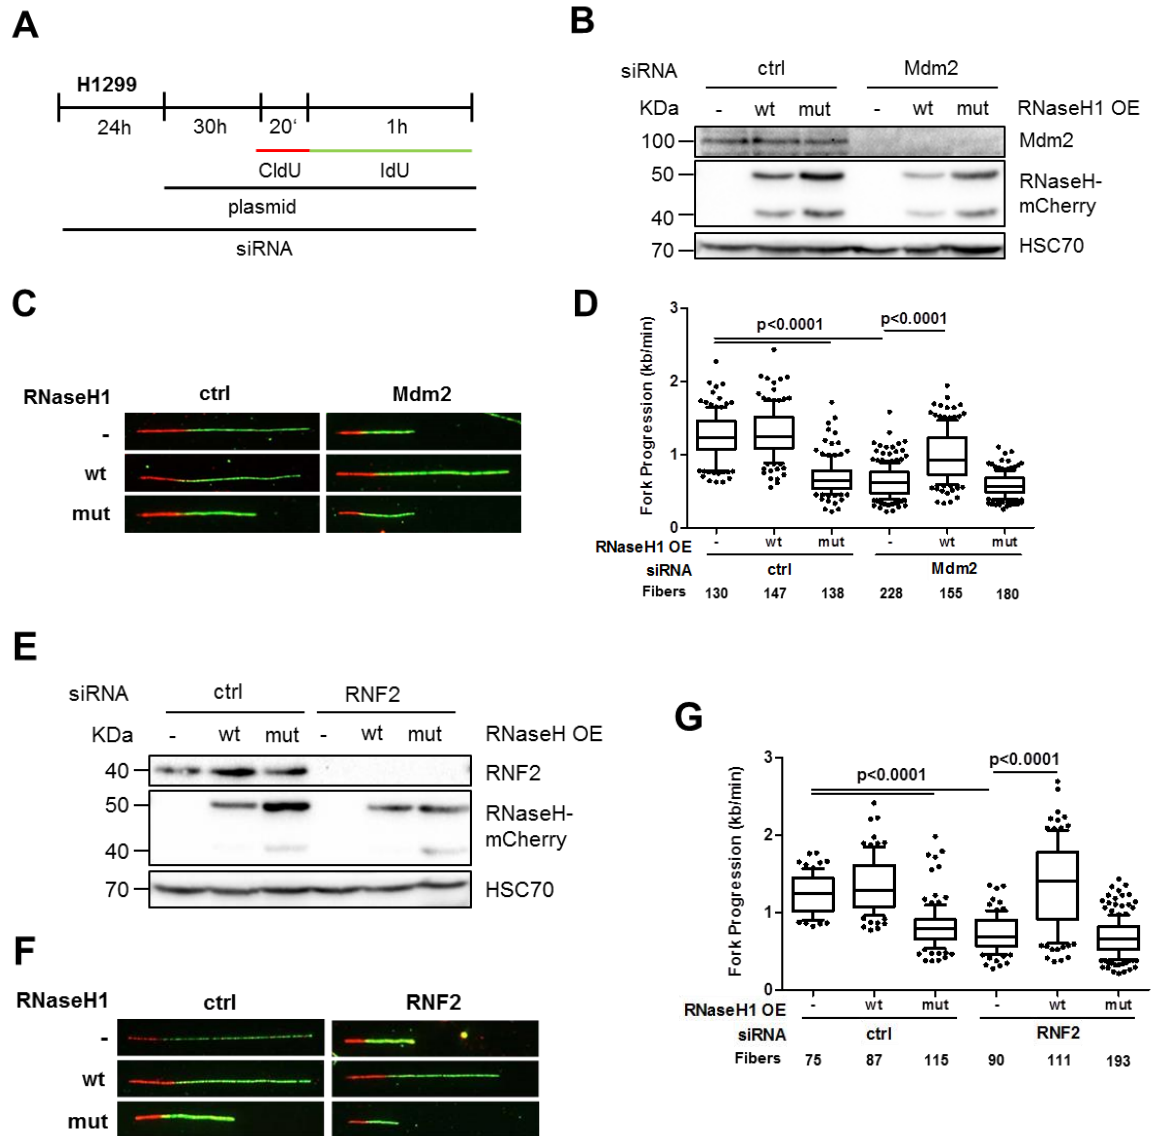 A
H1299
24h 30h 20‘ 1h
CldU IdU
plasmid
siRNA
B
siRNA ctrl Mdm2
KDa - wt mut - wt mut RNaseH1 OE
100 Mdm2
50 RNaseH-
mCherry
40
70 HSC70
C
RNaseH1 ctrl Mdm2
-
wt
mut
D
Fork Progression (kb/min)
3
2
1
0
p<0.0001 p<0.0001
RNaseH1 OE - wt mut - wt mut
siRNA ctrl Mdm2
Fibers 130 147 138 228 155 180
E
siRNA ctrl RNF2
KDa - wt mut - wt mut RNaseH OE
40 RNF2
50 RNaseH-
mCherry
40
70 HSC70
F
RNaseH1 ctrl RNF2
-
wt
mut
G
Fork Progression (kb/min)
3
2
1
0
p<0.0001 p<0.0001
RNaseH1 OE - wt mut - wt mut
siRNA ctrl RNF2
Fibers 75 87 115 90 111 193